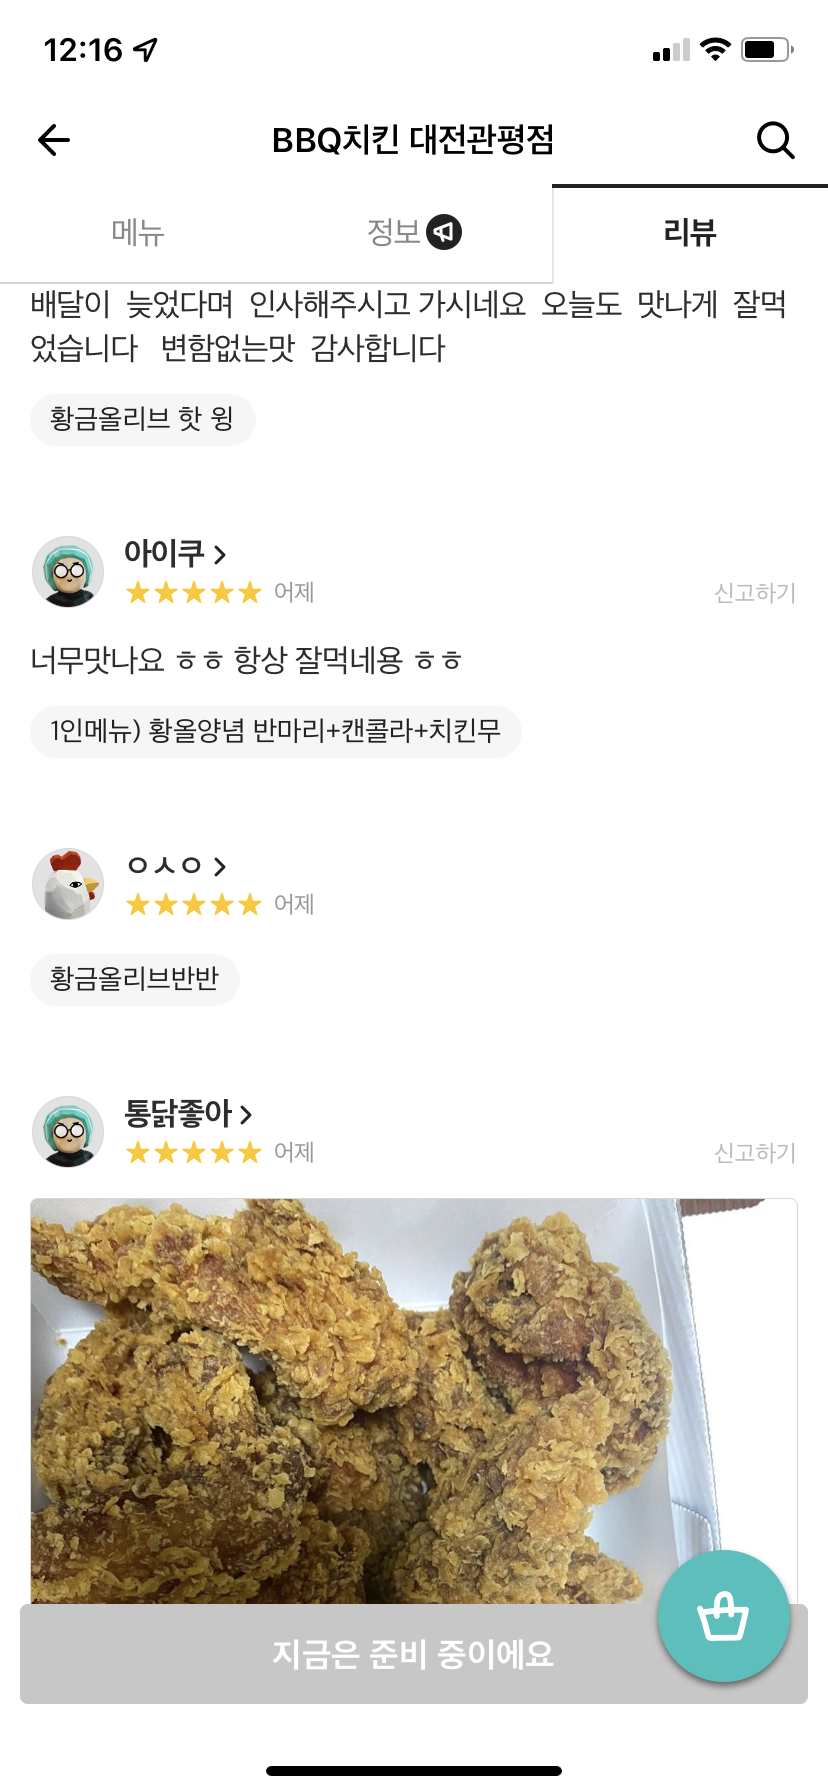 12:16
BBQ치킨 대전관평점
메뉴 정보 리뷰
배달이 늦었다며 인사해주시고 가시네요 오늘도 맛나게 잘먹
었습니다 변함없는맛 감사합니다
황금올리브 핫 윙
아이쿠
어제 신고하기
너무맛나요 ㅎㅎ 항상 잘먹네용 ㅎㅎ
1인메뉴) 황올양념 반마리+캔콜라+치킨무
ㅇㅅㅇ
어제
황금올리브반반
통닭좋아
어제 신고하기
지금은 준비 중이에요